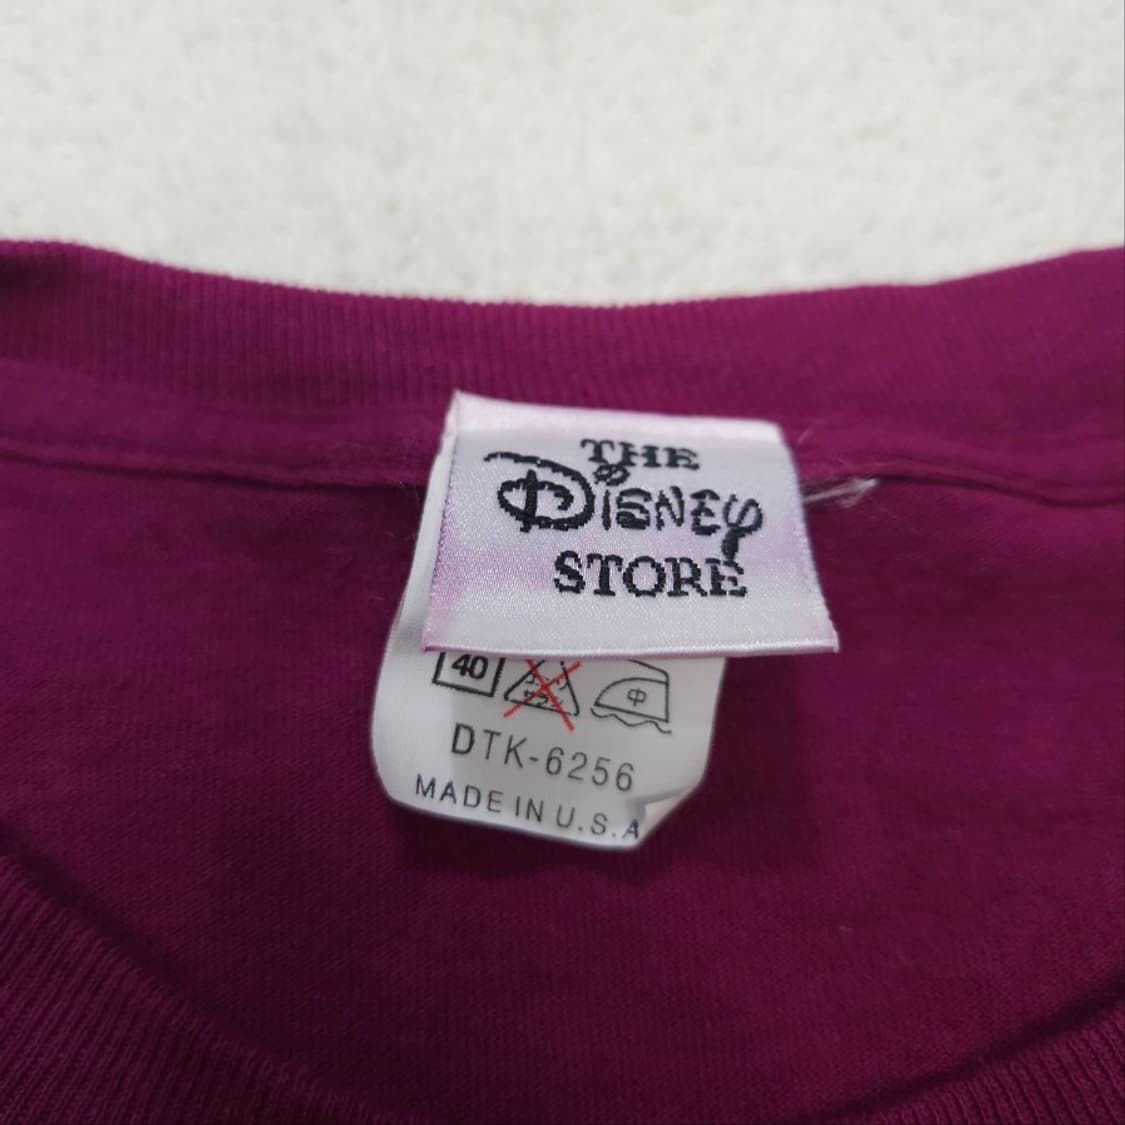 THE
DISNEY
STORE
40
中
DTK-6256
MADE IN U.S.A